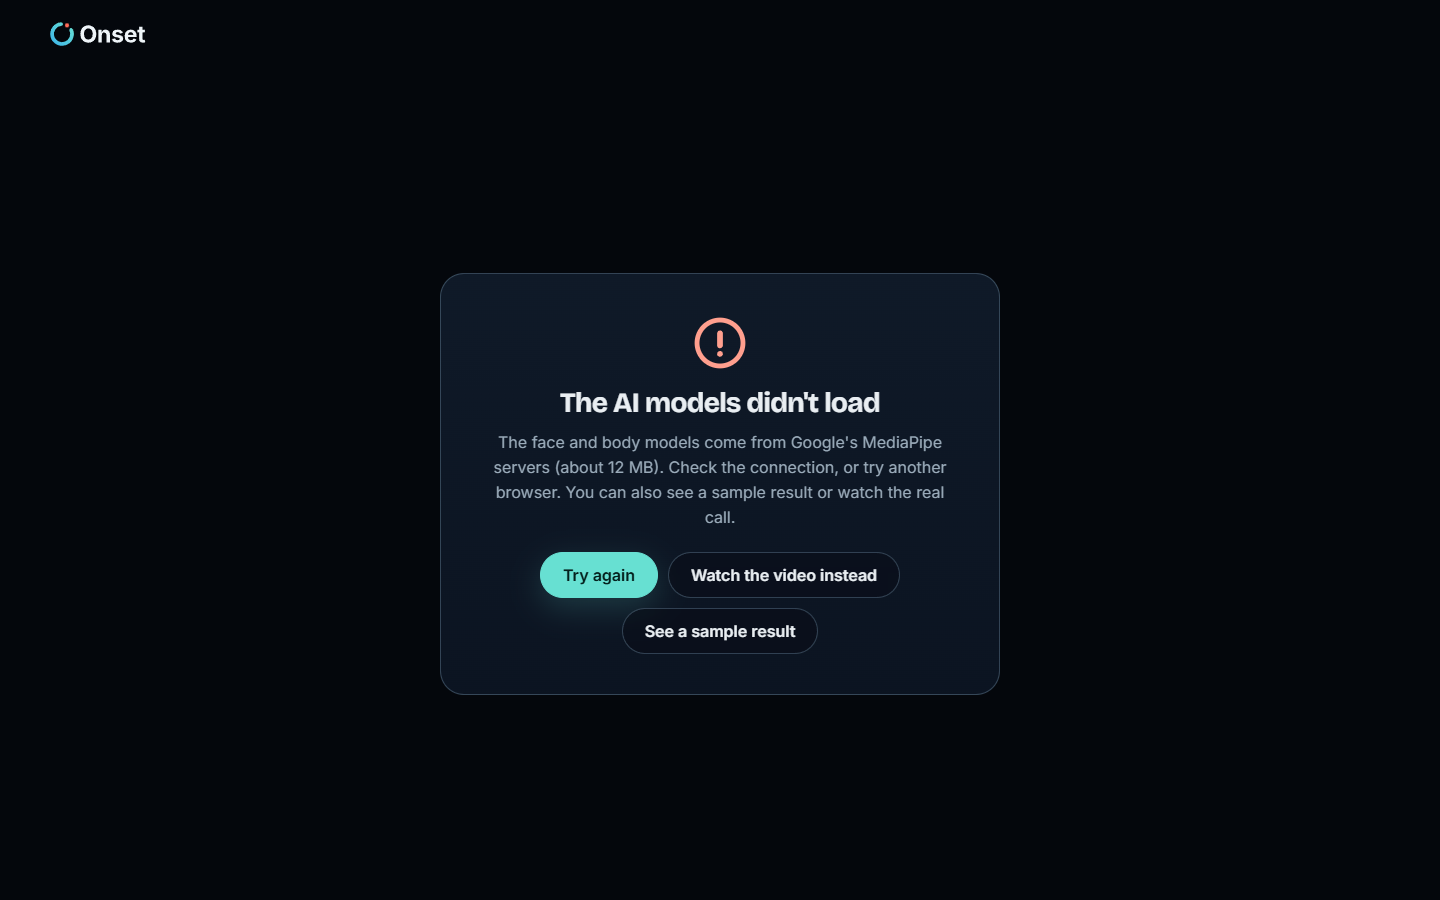 Onset
The AI models didn't load
The face and body models come from Google's MediaPipe
servers (about 12 MB). Check the connection, or try another
browser. You can also see a sample result or watch the real
call.
Try again
Watch the video instead
See a sample result